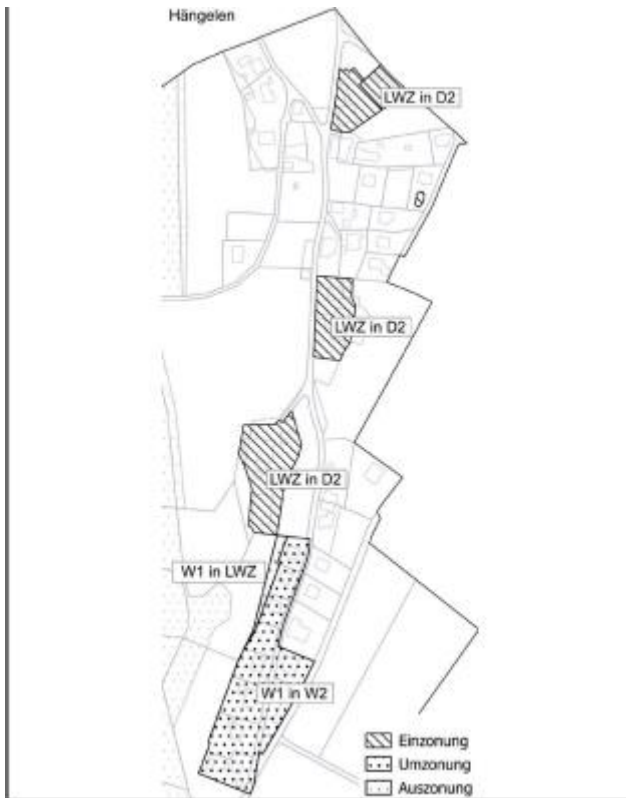 Hängelen
LWZ in D2
LWZ in D2
LWZ in D2
W1 in LWZ
W1 in W2
Einzonung
Umzonung
Auszonung